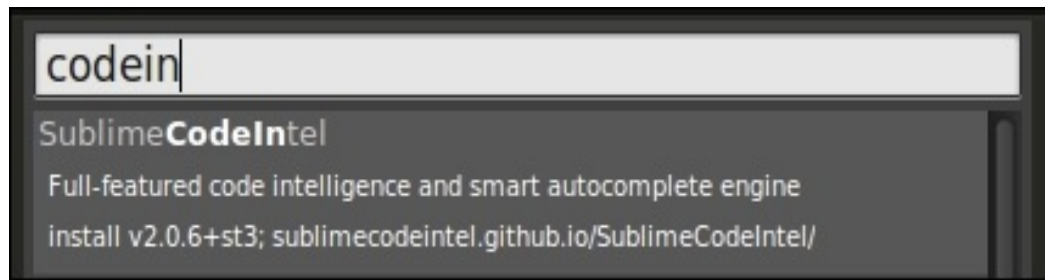 codein
SublimeCodeIntel
Full-featured code intelligence and smart autocomplete engine
install v2.0.6+st3; sublimecodeintel.github.io/SublimeCodeIntel/